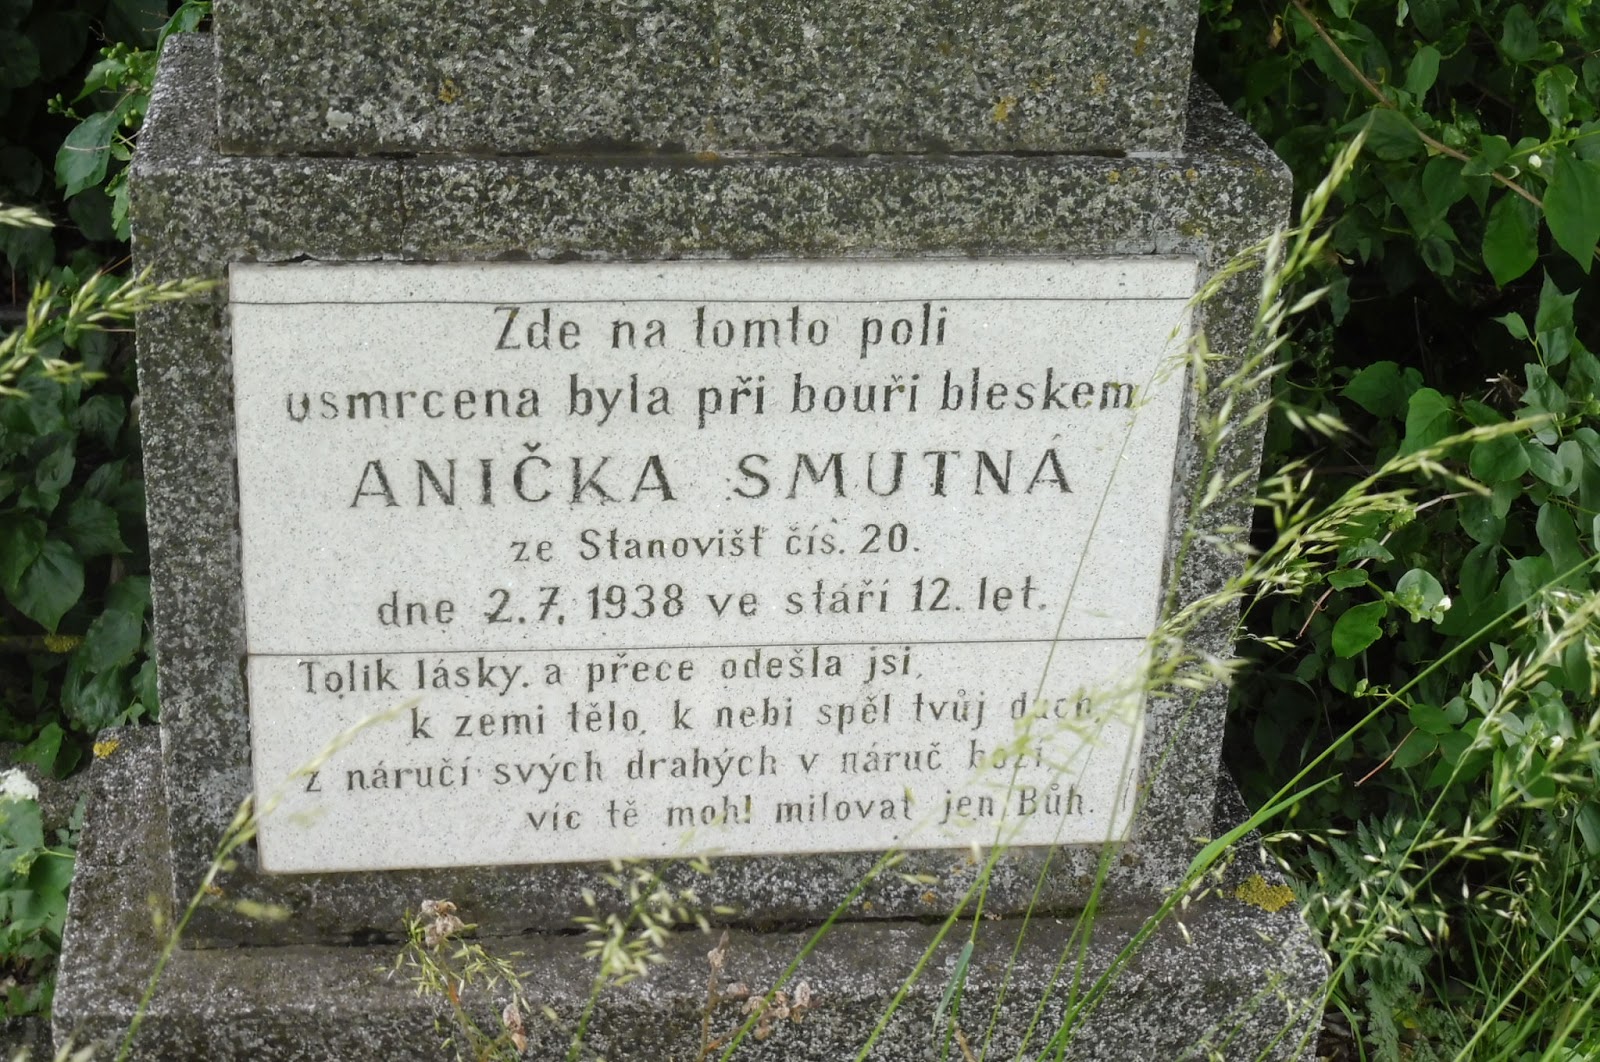 Zde na tomto poli
usmrcena byla při bouři bleskem
ANIČKA SMUTNÁ
ze Stanovišť čís. 20.
dne 2.7. 1938 ve stáří 12. let.
Tolik lásky, a přece odešla jsi,
k zemi tělo, k nebi spěl tvůj duch,
z náručí svých drahých v náruč boží,
víc tě mohl milovat jen Bůh.